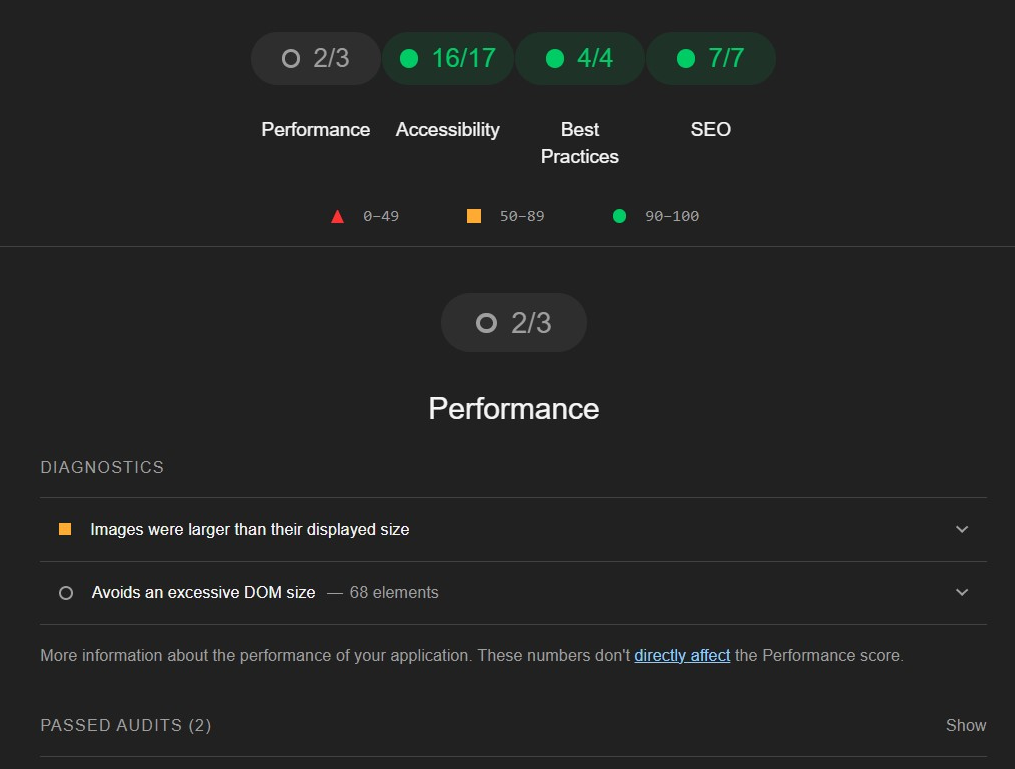 2/3 16/17 4/4 7/7
Performance Accessibility Best SEO
Practices
0–49 50–89 90–100
2/3
Performance
DIAGNOSTICS
Images were larger than their displayed size
Avoids an excessive DOM size — 68 elements
More information about the performance of your application. These numbers don't directly affect the Performance score.
PASSED AUDITS (2) Show